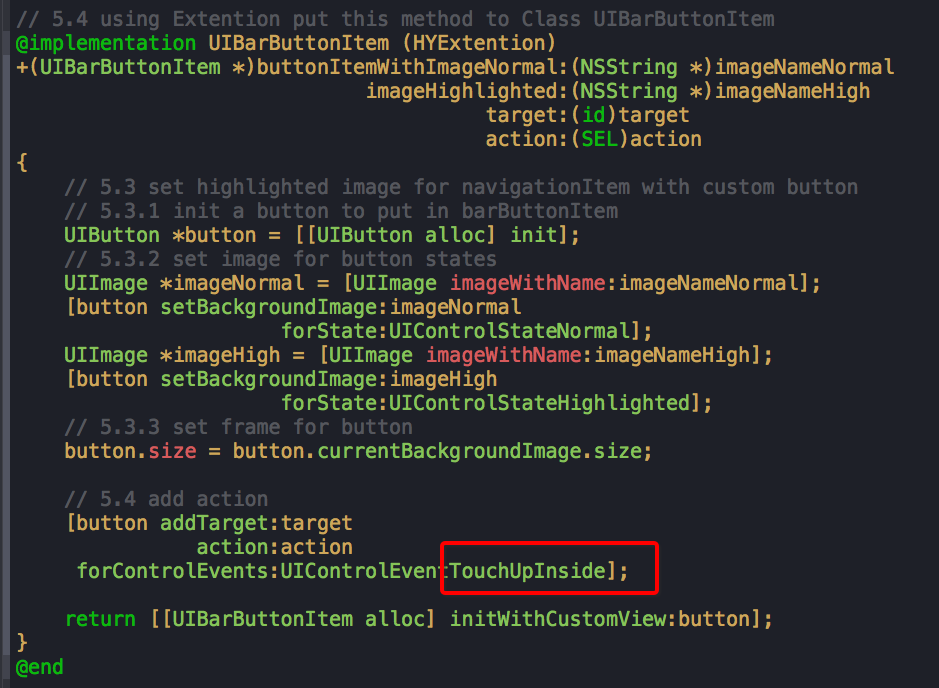 // 5.4 using Extention put this method to Class UIBarButtonItem
@implementation UIBarButtonItem (HYExtention)
+(UIBarButtonItem *)buttonItemWithImageNormal:(NSString *)imageNameNormal
imageHighlighted:(NSString *)imageNameHigh
target:(id)target
action:(SEL)action
{
// 5.3 set highlighted image for navigationItem with custom button
// 5.3.1 init a button to put in barButtonItem
UIButton *button = [[UIButton alloc] init];
// 5.3.2 set image for button states
UIImage *imageNormal = [UIImage imageWithName:imageNameNormal];
[button setBackgroundImage:imageNormal
forState:UIControlStateNormal];
UIImage *imageHigh = [UIImage imageWithName:imageNameHigh];
[button setBackgroundImage:imageHigh
forState:UIControlStateHighlighted];
// 5.3.3 set frame for button
button.size = button.currentBackgroundImage.size;
// 5.4 add action
[button addTarget:target
action:action
forControlEvents:UIControlEventTouchUpInside];
return [[UIBarButtonItem alloc] initWithCustomView:button];
}
@end